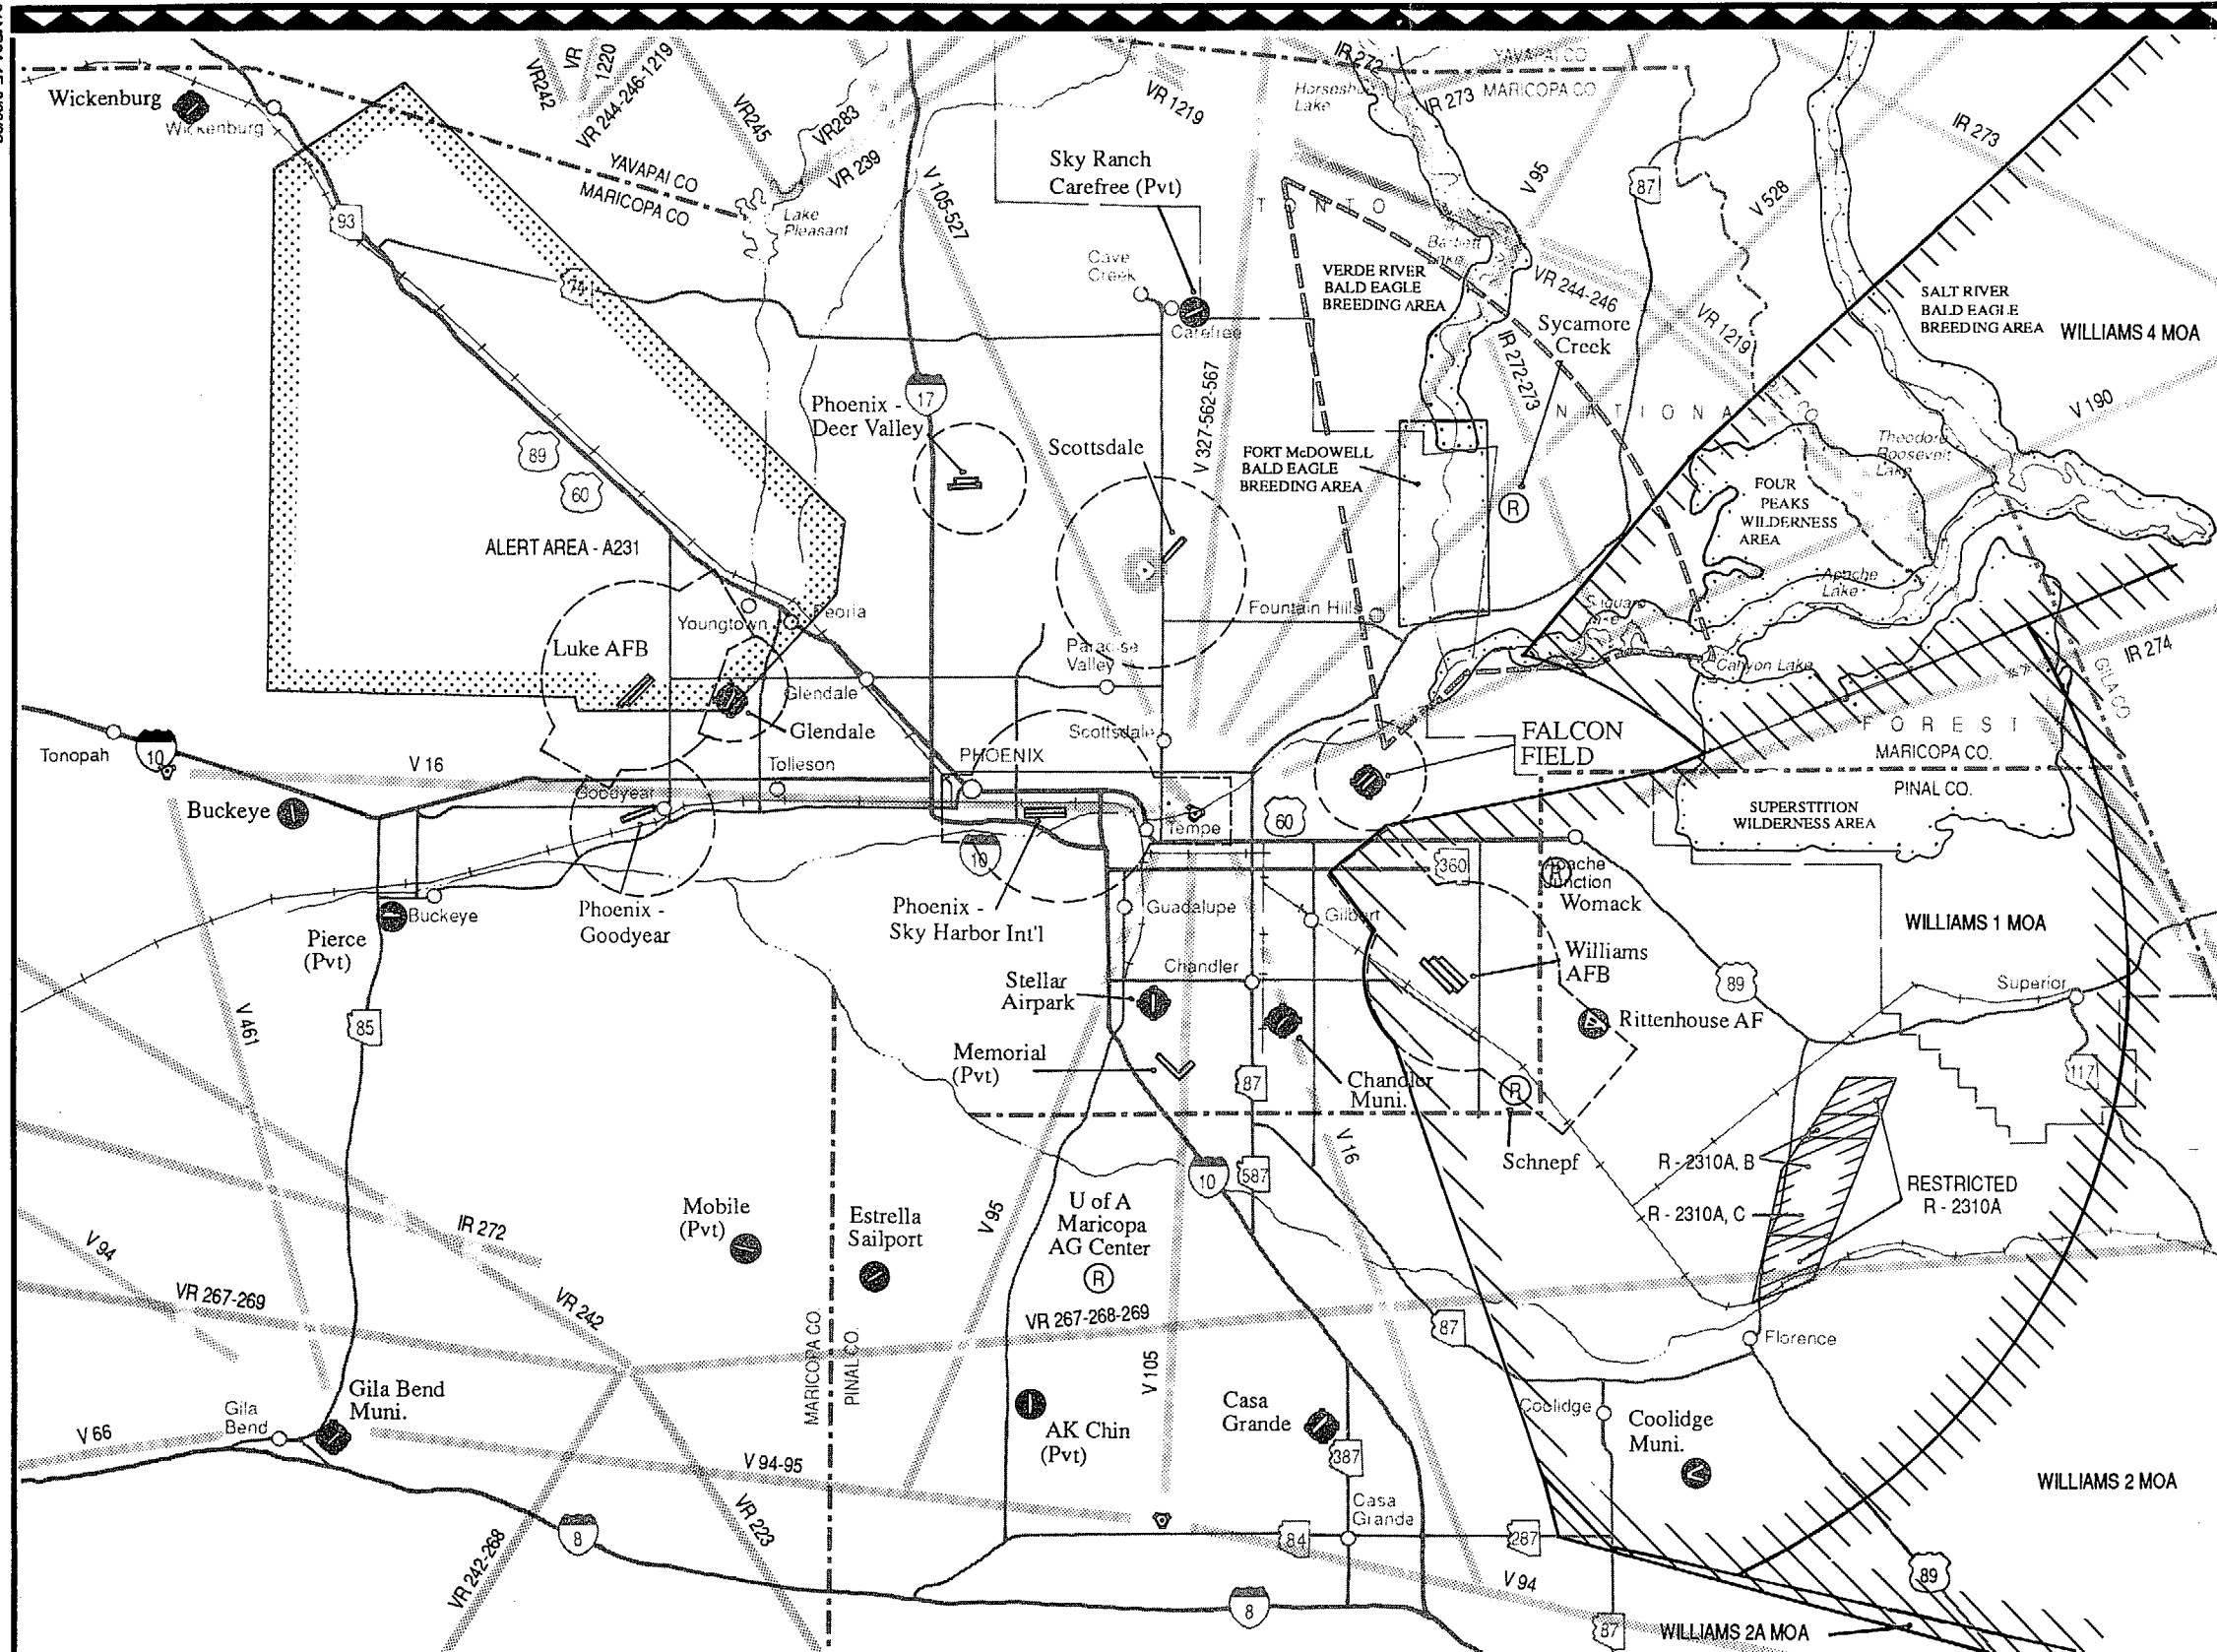 Wickenburg
Wickenburg
VR242
VR
1220
VR 244-246-1219
VR245
VR283
VR 239
YAVAPAI CO
MARICOPA CO
Lake
Pleasant
93
74
V 105-527
VR 1219
Sky Ranch
Carefree (Pvt)
Cave
Creek
Carefree
IR 272
YAVAPAI CO
MARICOPA CO
IR 273
Lake
V 95
87
V 528
IR 273
TONTO
VERDE RIVER
BALD EAGLE
BREEDING AREA
VR 244-246
Sycamore
Creek
VR 1219
IR 272-273
SALT RIVER
BALD EAGLE
BREEDING AREA
WILLIAMS 4 MOA
V 190
17
Phoenix -
Deer Valley
Scottsdale
V 327-562-567
FORT McDOWELL
BALD EAGLE
BREEDING AREA
R
Theodore
Roosevelt
Lake
FOUR
PEAKS
WILDERNESS
AREA
89
60
ALERT AREA - A231
Youngtown
Peoria
Luke AFB
Glendale
Glendale
Paradise
Valley
Fountain Hills
Apache
Lake
Canyon Lake
GILA CO
IR 274
FOREST
MARICOPA CO.
PINAL CO.
FALCON
FIELD
Tonopah
10
V 16
PHOENIX
Scottsdale
Tolleson
Goodyear
Buckeye
Tempe
60
10
SUPERSTITION
WILDERNESS AREA
360
R
Apache
Junction
Womack
Buckeye
Pierce
(Pvt)
Phoenix -
Goodyear
Phoenix -
Sky Harbor Int'l
Guadalupe
Gilbert
WILLIAMS 1 MOA
Williams
AFB
Chandler
Stellar
Airpark
89
Superior
V 461
85
Rittenhouse AF
Memorial
(Pvt)
87
Chandler
Muni.
R
117
V 16
Schnepf
10
587
R - 2310A, B
RESTRICTED
R - 2310A
R - 2310A, C
Mobile
(Pvt)
Estrella
Sailport
U of A
Maricopa
AG Center
R
V 95
IR 272
V 94
VR 267-269
VR 242
VR 267-268-269
87
Florence
MARICOPA CO.
PINAL CO.
V 105
Gila Bend
Muni.
Gila
Bend
V 66
AK Chin
(Pvt)
Casa
Grande
387
Coolidge
Coolidge
Muni.
V 94-95
VR 223
Casa
Grande
84
287
WILLIAMS 2 MOA
8
VR 242-268
V 94
8
87
89
WILLIAMS 2A MOA